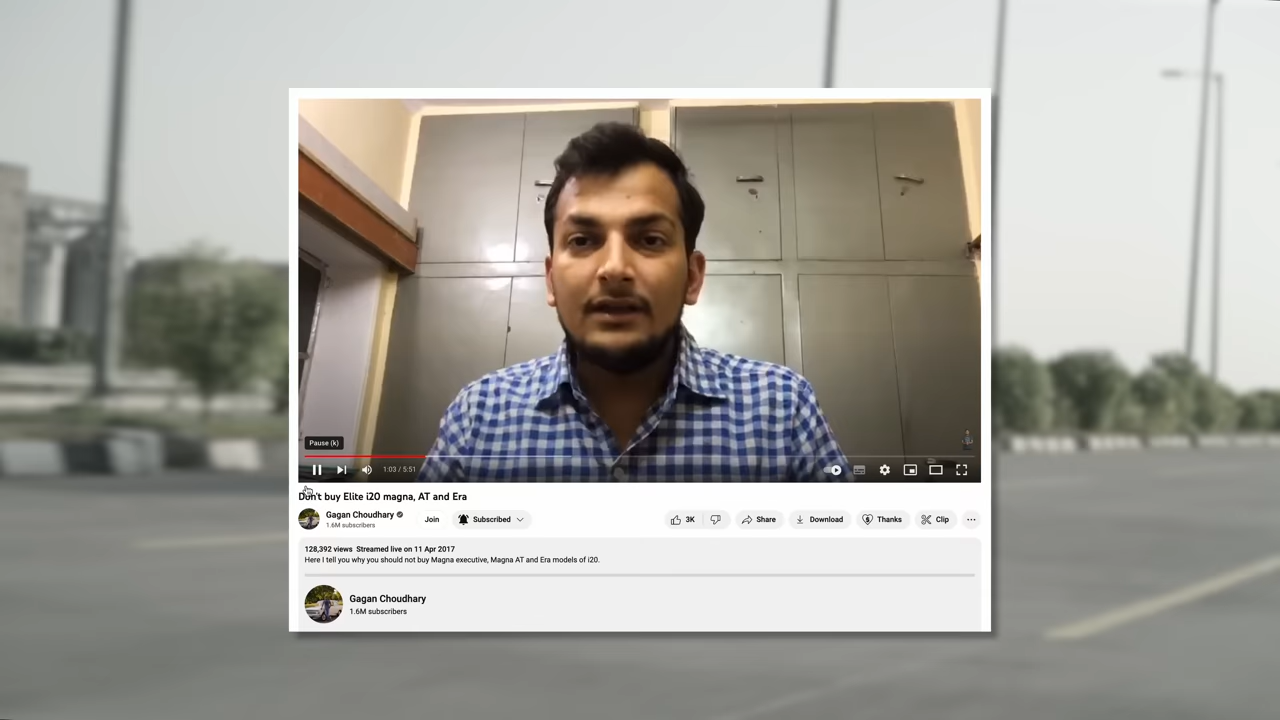 Pause (k)
1:03 / 5:51
Don't buy Elite i20 magna, AT and Era
Gagan Choudhary
1.6M subscribers
Join
Subscribed
3K
Share
Download
Thanks
Clip
128,392 views Streamed live on 11 Apr 2017
Here I tell you why you should not buy Magna executive, Magna AT and Era models of i20.
Gagan Choudhary
1.6M subscribers